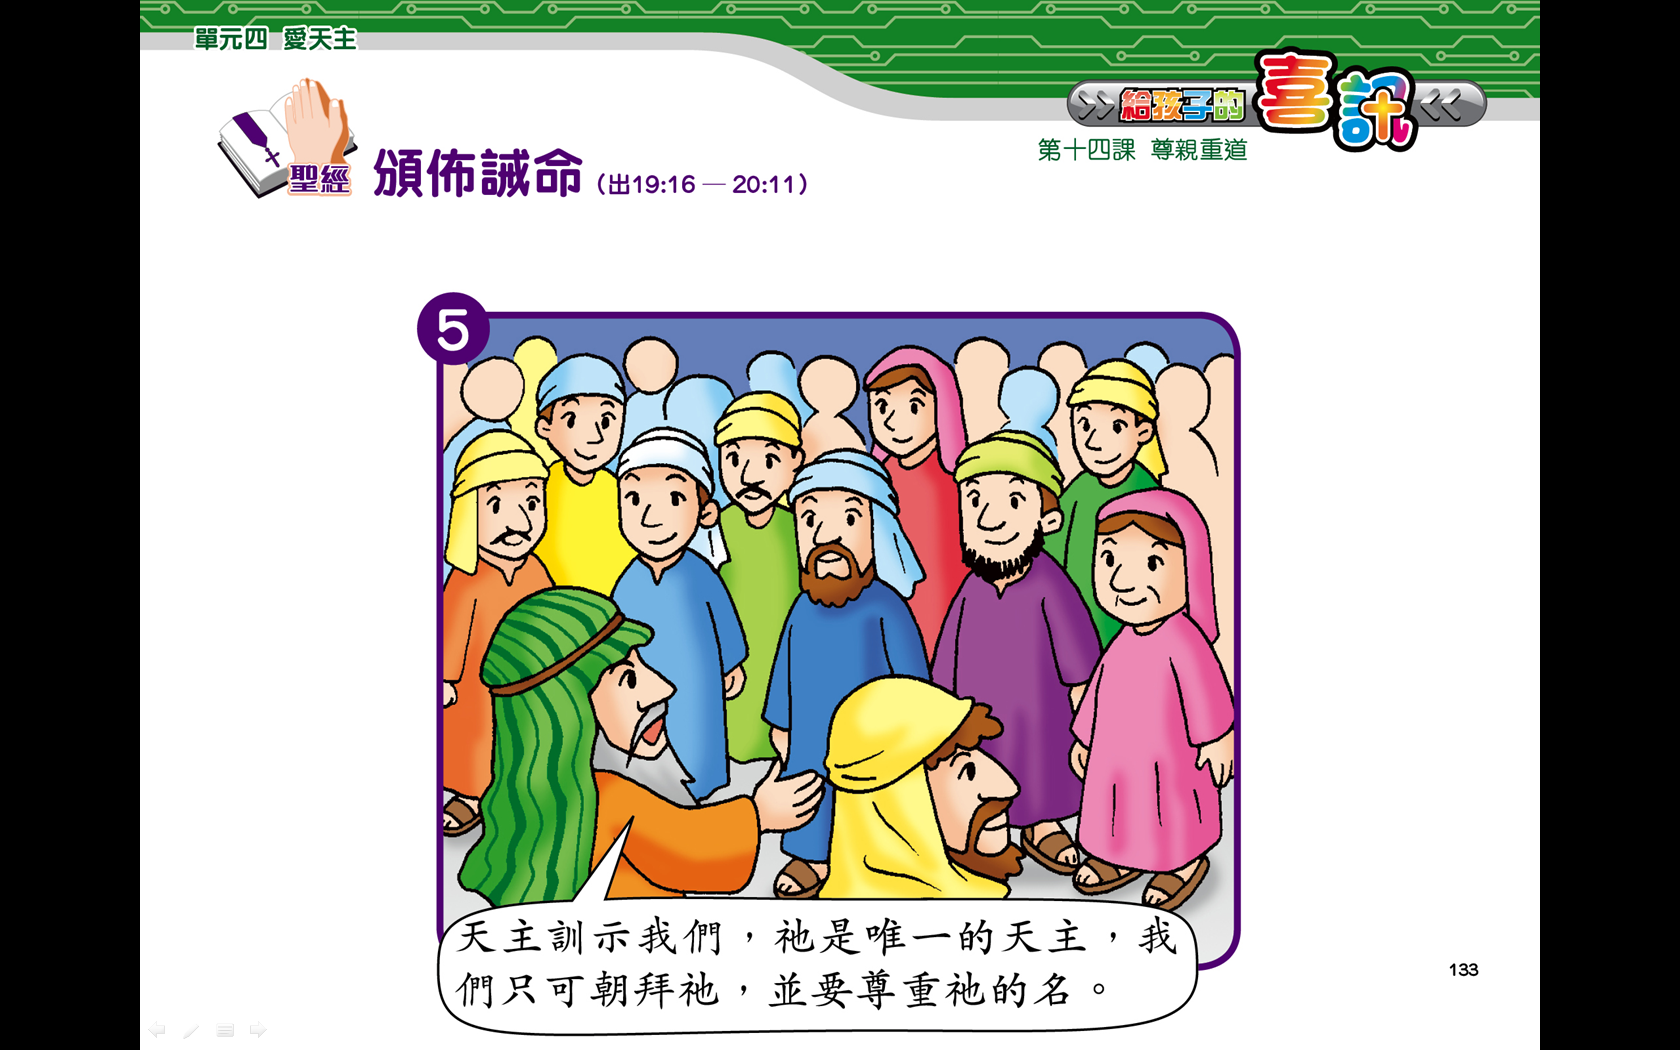 單元四 愛天主
給孩子的 喜訊
第十四課 尊親重道
聖經
頒佈誡命 (出19:16 — 20:11)
5
天主訓示我們，祂是唯一的天主，我
們只可朝拜祂，並要尊重祂的名。
133